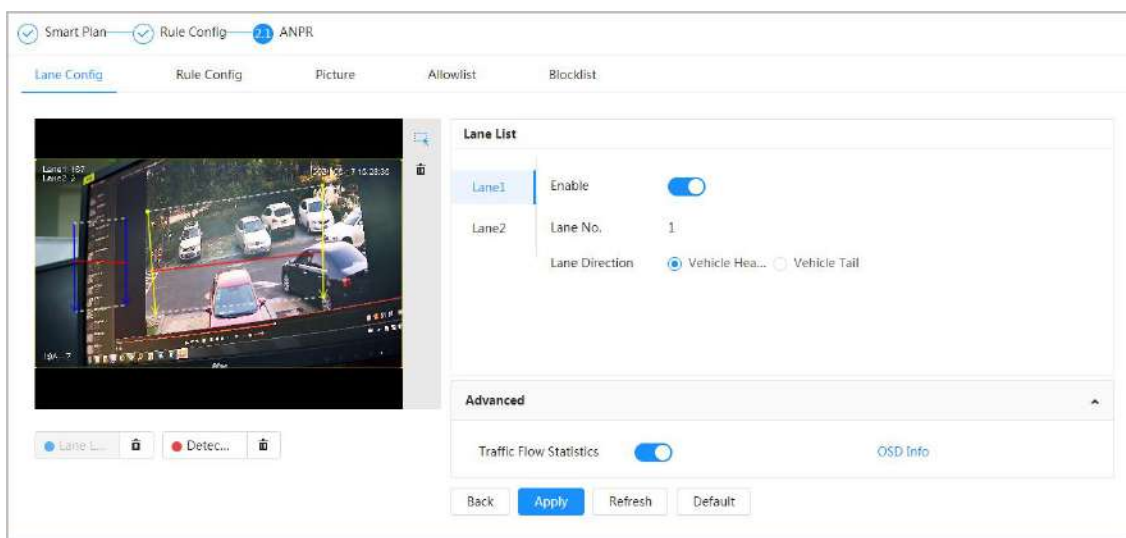 Smart Plan Rule Config 2.1 ANPR
Lane Config Rule Config Picture Allowlist Blocklist
Lane List
Lane1 Enable
Lane2 Lane No. 1
Lane Direction Vehicle Hea... Vehicle Tail
Advanced
Lane L... Detec...
Traffic Flow Statistics OSD Info
Back Apply Refresh Default